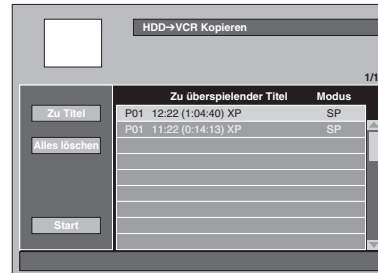 HDD→VCR Kopieren
1/1
Zu überspielender Titel Modus
Zu Titel
P01 12:22 (1:04:40) XP SP
P01 11:22 (0:14:13) XP SP
Alles löschen
Start